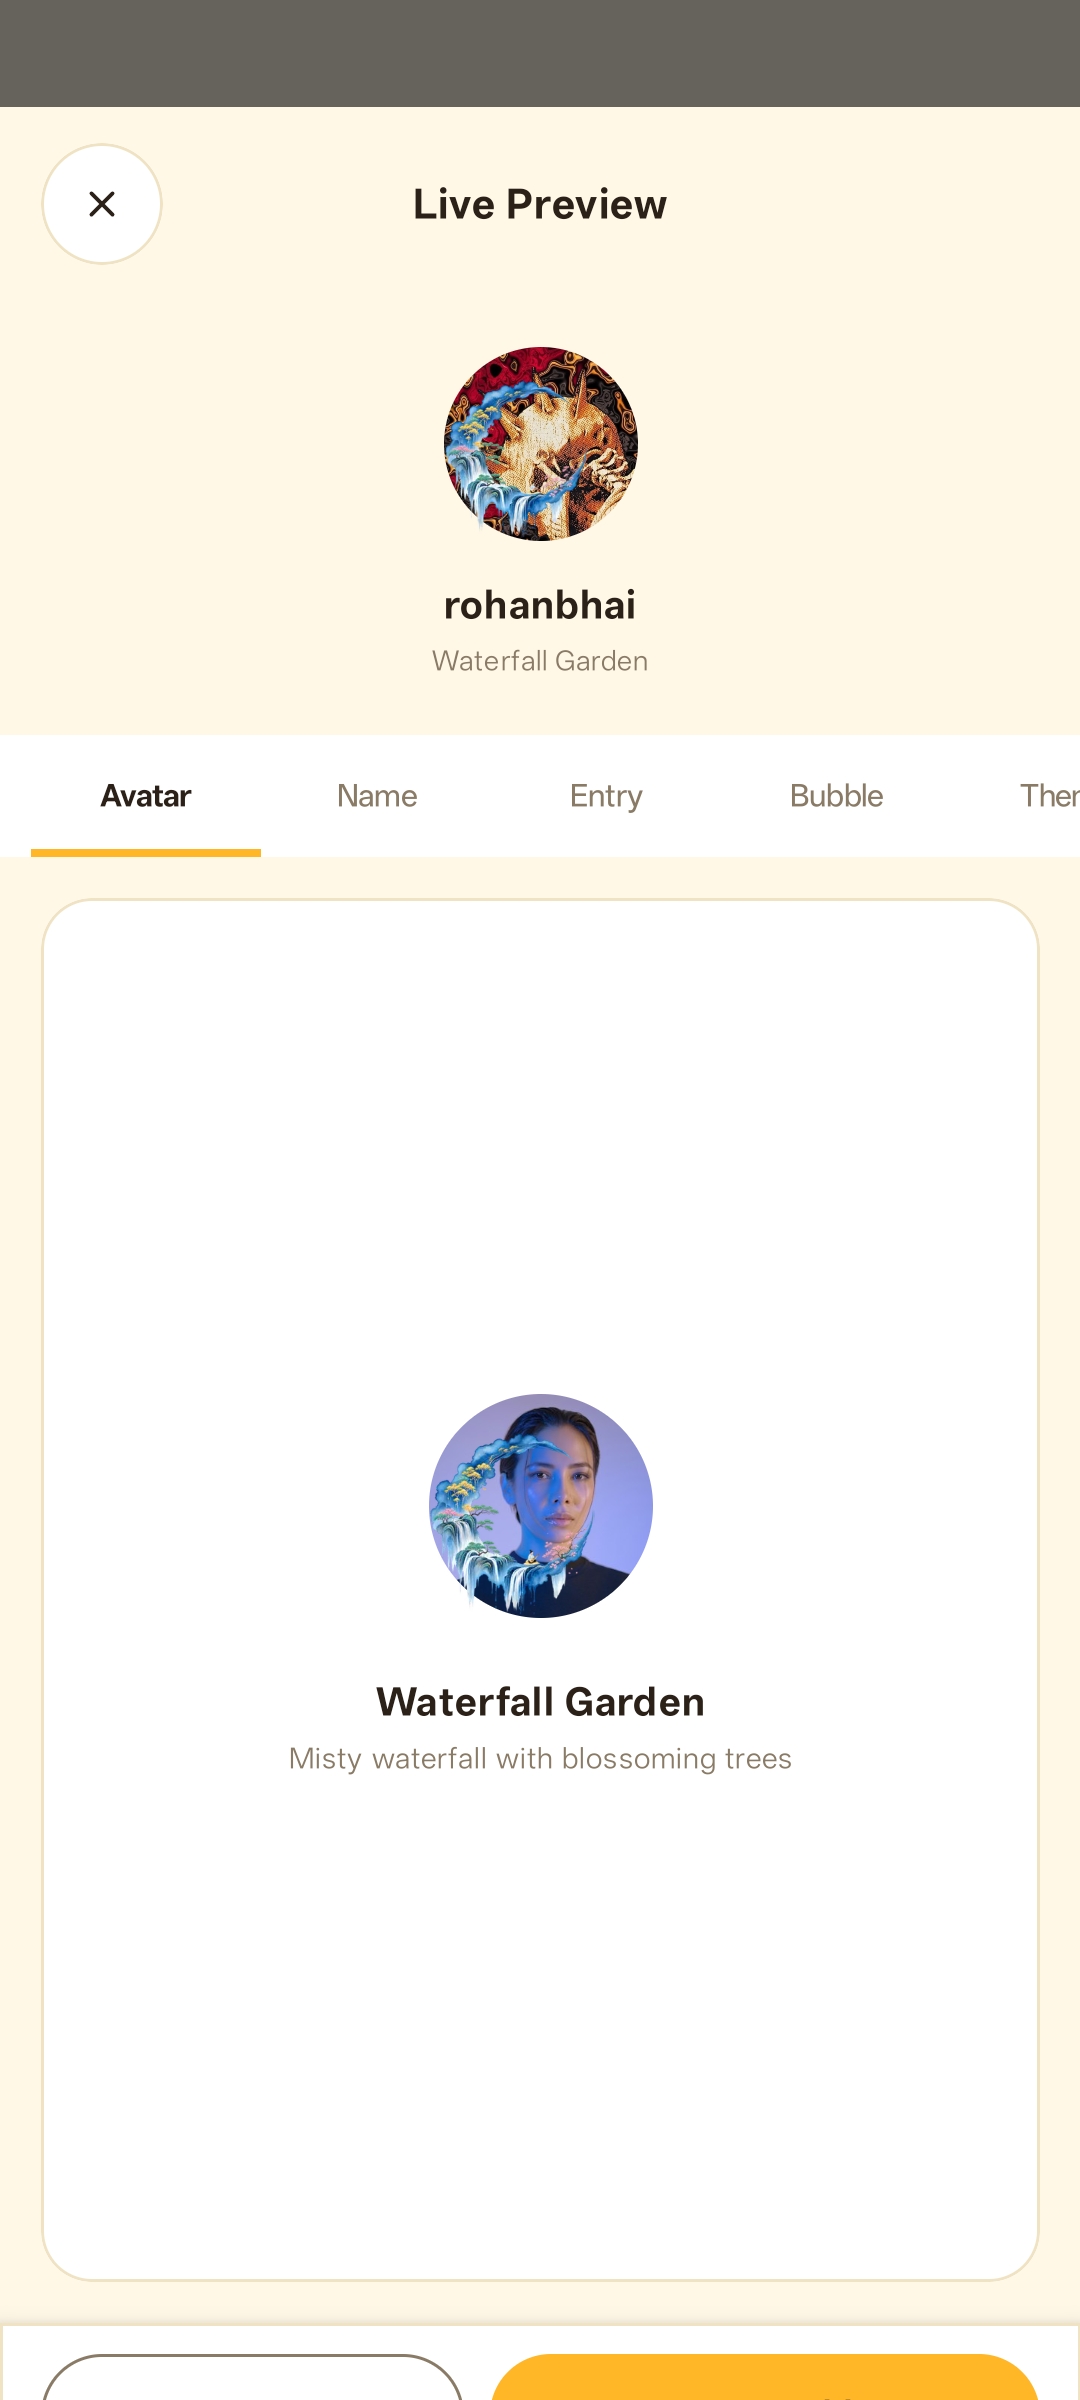 Live Preview
rohanbhai
Waterfall Garden
Avatar
Name
Entry
Bubble
Waterfall Garden
Misty waterfall with blossoming trees